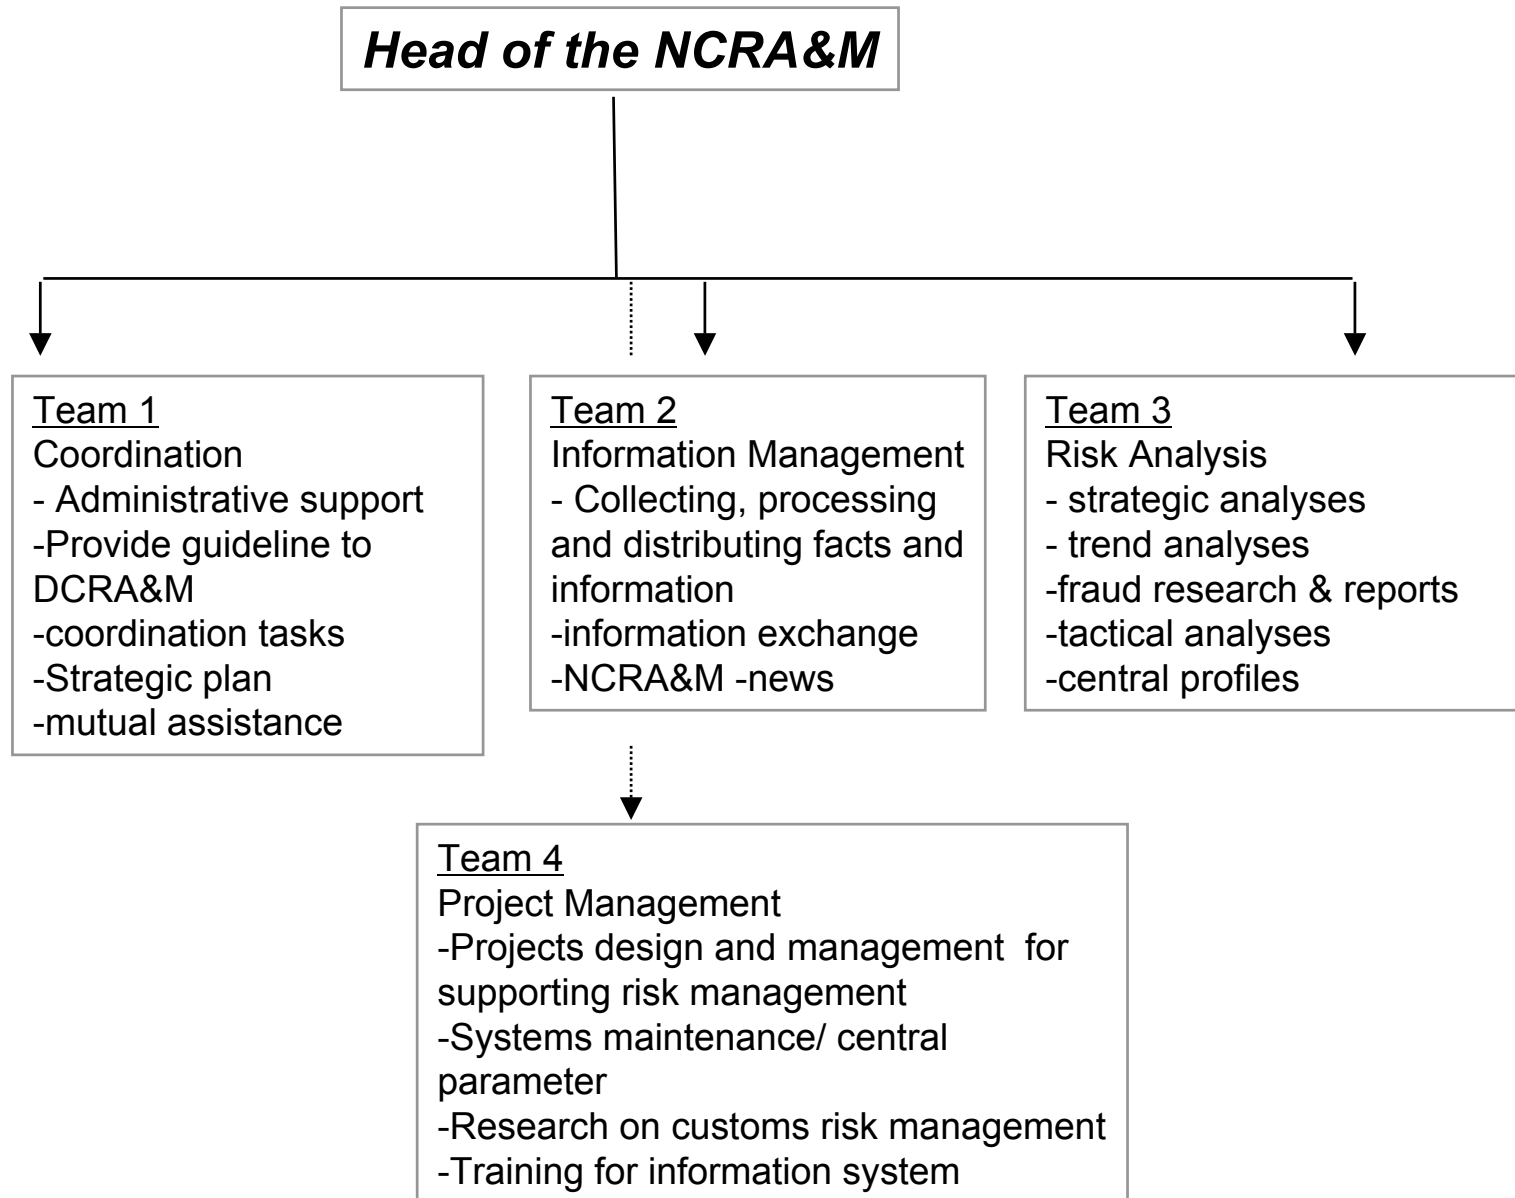 Head of the NCRA&M
Team 1
Coordination
- Administrative support
-Provide guideline to
DCRA&M
-coordination tasks
-Strategic plan
-mutual assistance
Team 2
Information Management
- Collecting, processing
and distributing facts and
information
-information exchange
-NCRA&M -news
Team 3
Risk Analysis
- strategic analyses
- trend analyses
-fraud research & reports
-tactical analyses
-central profiles
Team 4
Project Management
-Projects design and management  for
supporting risk management
-Systems maintenance/ central
parameter
-Research on customs risk management
-Training for information system